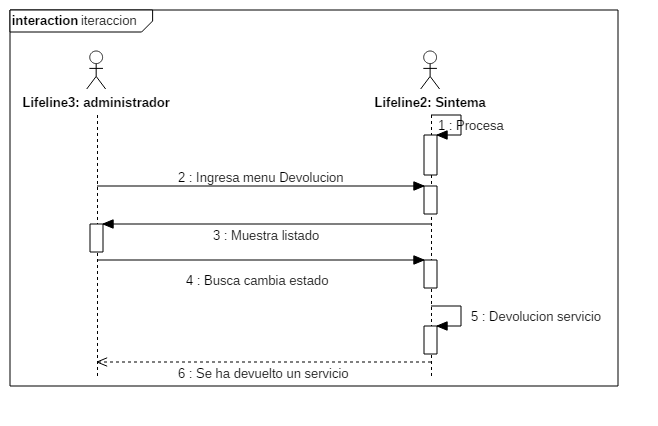 interaction iteraccion
Lifeline3: administrador
Lifeline2: Sintema
1 : Procesa
2 : Ingresa menu Devolucion
3 : Muestra listado
4 : Busca cambia estado
5 : Devolucion servicio
6 : Se ha devuelto un servicio